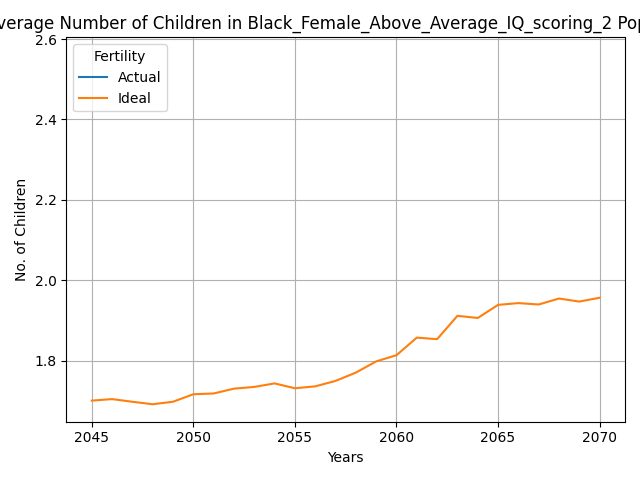 verage Number of Children in Black_Female_Above_Average_IQ_scoring_2 Pop
Fertility
Actual
Ideal
2.6
2.4
2.2
2.0
1.8
No. of Children
2045 2050 2055 2060 2065 2070
Years